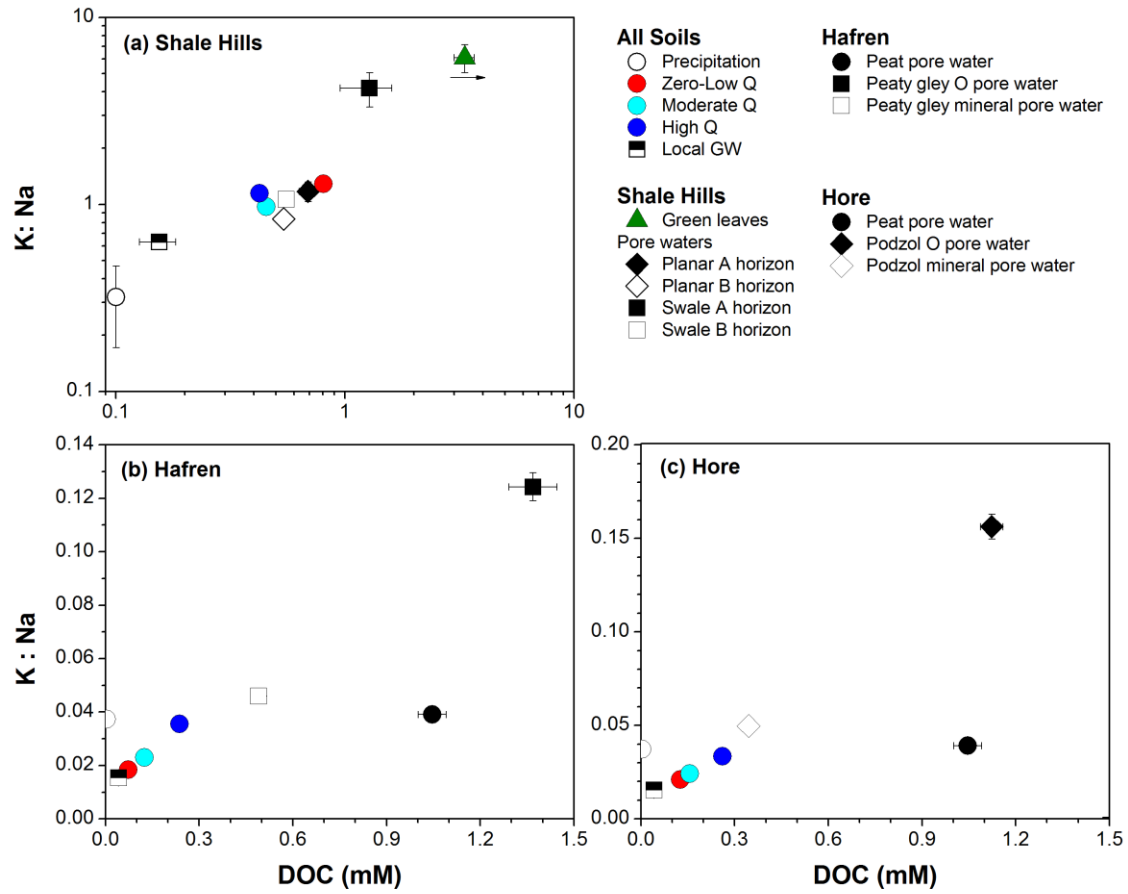 (a) Shale Hills
10
1
0.1
K: Na
0.1
1
10
All Soils
Precipitation
Zero-Low Q
Moderate Q
High Q
Local GW
Shale Hills
Green leaves
Pore waters
Planar A horizon
Planar B horizon
Swale A horizon
Swale B horizon
Hafren
Peat pore water
Peaty gley O pore water
Peaty gley mineral pore water
Hore
Peat pore water
Podzol O pore water
Podzol mineral pore water
(b) Hafren
0.14
0.12
0.10
0.08
0.06
0.04
0.02
0.00
K : Na
0.0
0.3
0.6
0.9
1.2
1.5
DOC (mM)
(c) Hore
0.20
0.15
0.10
0.05
0.00
0.0
0.3
0.6
0.9
1.2
1.5
DOC (mM)